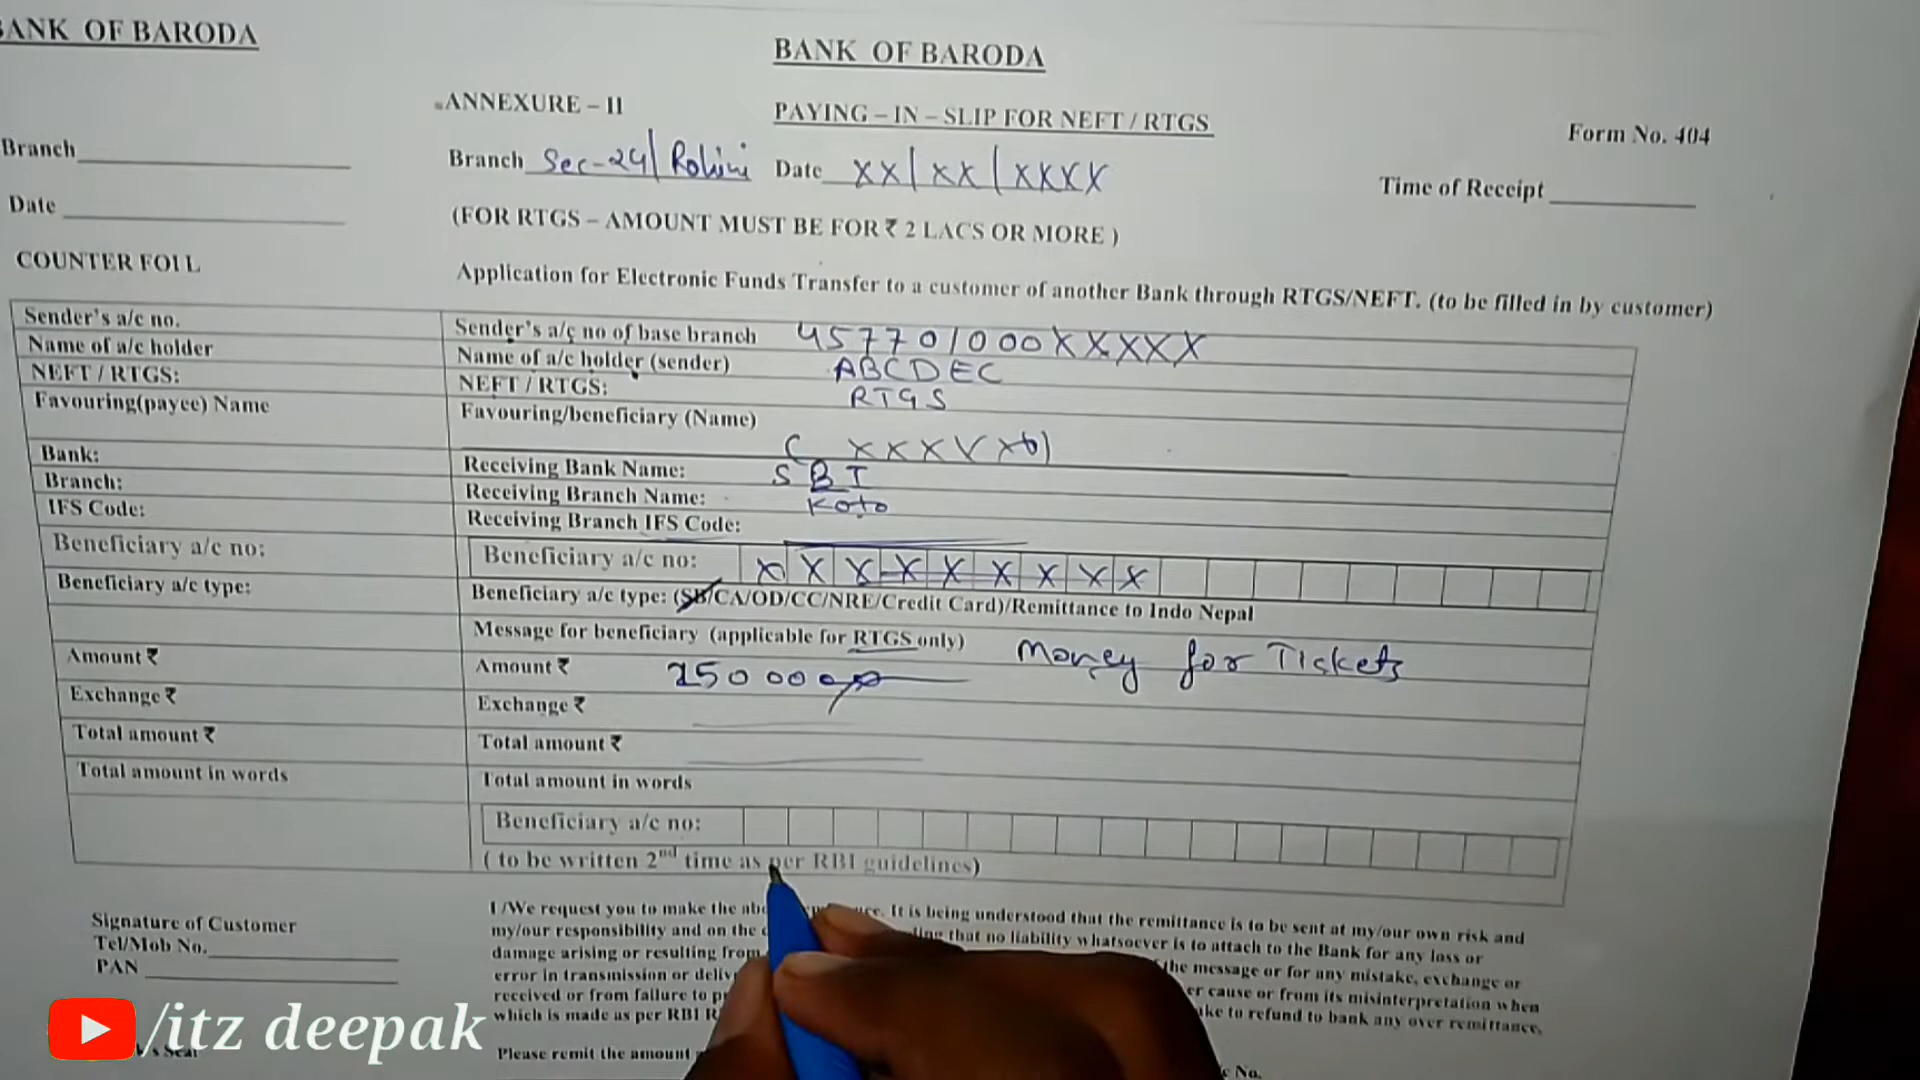 BANK OF BARODA
Branch
Date
COUNTER FOIL
Sender's a/c no.
Name of a/c holder
NEFT / RTGS:
Favouring(payee) Name
Bank:
Branch:
IFS Code:
Beneficiary a/c no:
Beneficiary a/c type:
Amount ₹
Exchange ₹
Total amount ₹
Total amount in words
Signature of Customer
Tel/Mob No.
PAN
BANK OF BARODA
ANNEXURE – II PAYING – IN – SLIP FOR NEFT / RTGS Form No. 404
Branch Sec-24/ Rohini Date XX/XX/XXXX Time of Receipt
(FOR RTGS – AMOUNT MUST BE FOR ₹ 2 LACS OR MORE )
Application for Electronic Funds Transfer to a customer of another Bank through RTGS/NEFT. (to be filled in by customer)
Sender's a/c no of base branch 457701000XXXXX
Name of a/c holder (sender) ABCDEC
NEFT / RTGS: RTGS
Favouring/beneficiary (Name)
Receiving Bank Name: SBI
Receiving Branch Name: Koto
Receiving Branch IFS Code:
Beneficiary a/c no: X X X X X X X X X
Beneficiary a/c type: (SB/CA/OD/CC/NRE/Credit Card)/Remittance to Indo Nepal
Message for beneficiary (applicable for RTGS only) Money for Tickets
Amount ₹
Exchange ₹
Total amount ₹
Total amount in words
Beneficiary a/c no:
( to be written 2nd time as per RBI guidelines)
I /We request you to make the It is being understood that the remittance is to be sent at my/our own risk and
my/our responsibility and on the that no liability whatsoever is to attach to the Bank for any loss or
damage arising or resulting from the message or for any mistake, exchange or
error in transmission or cause or from its misinterpretation when
received or from failure to to refund to bank any over remittance,
which is made as per RBI
Please remit the amount No.
/itz deepak